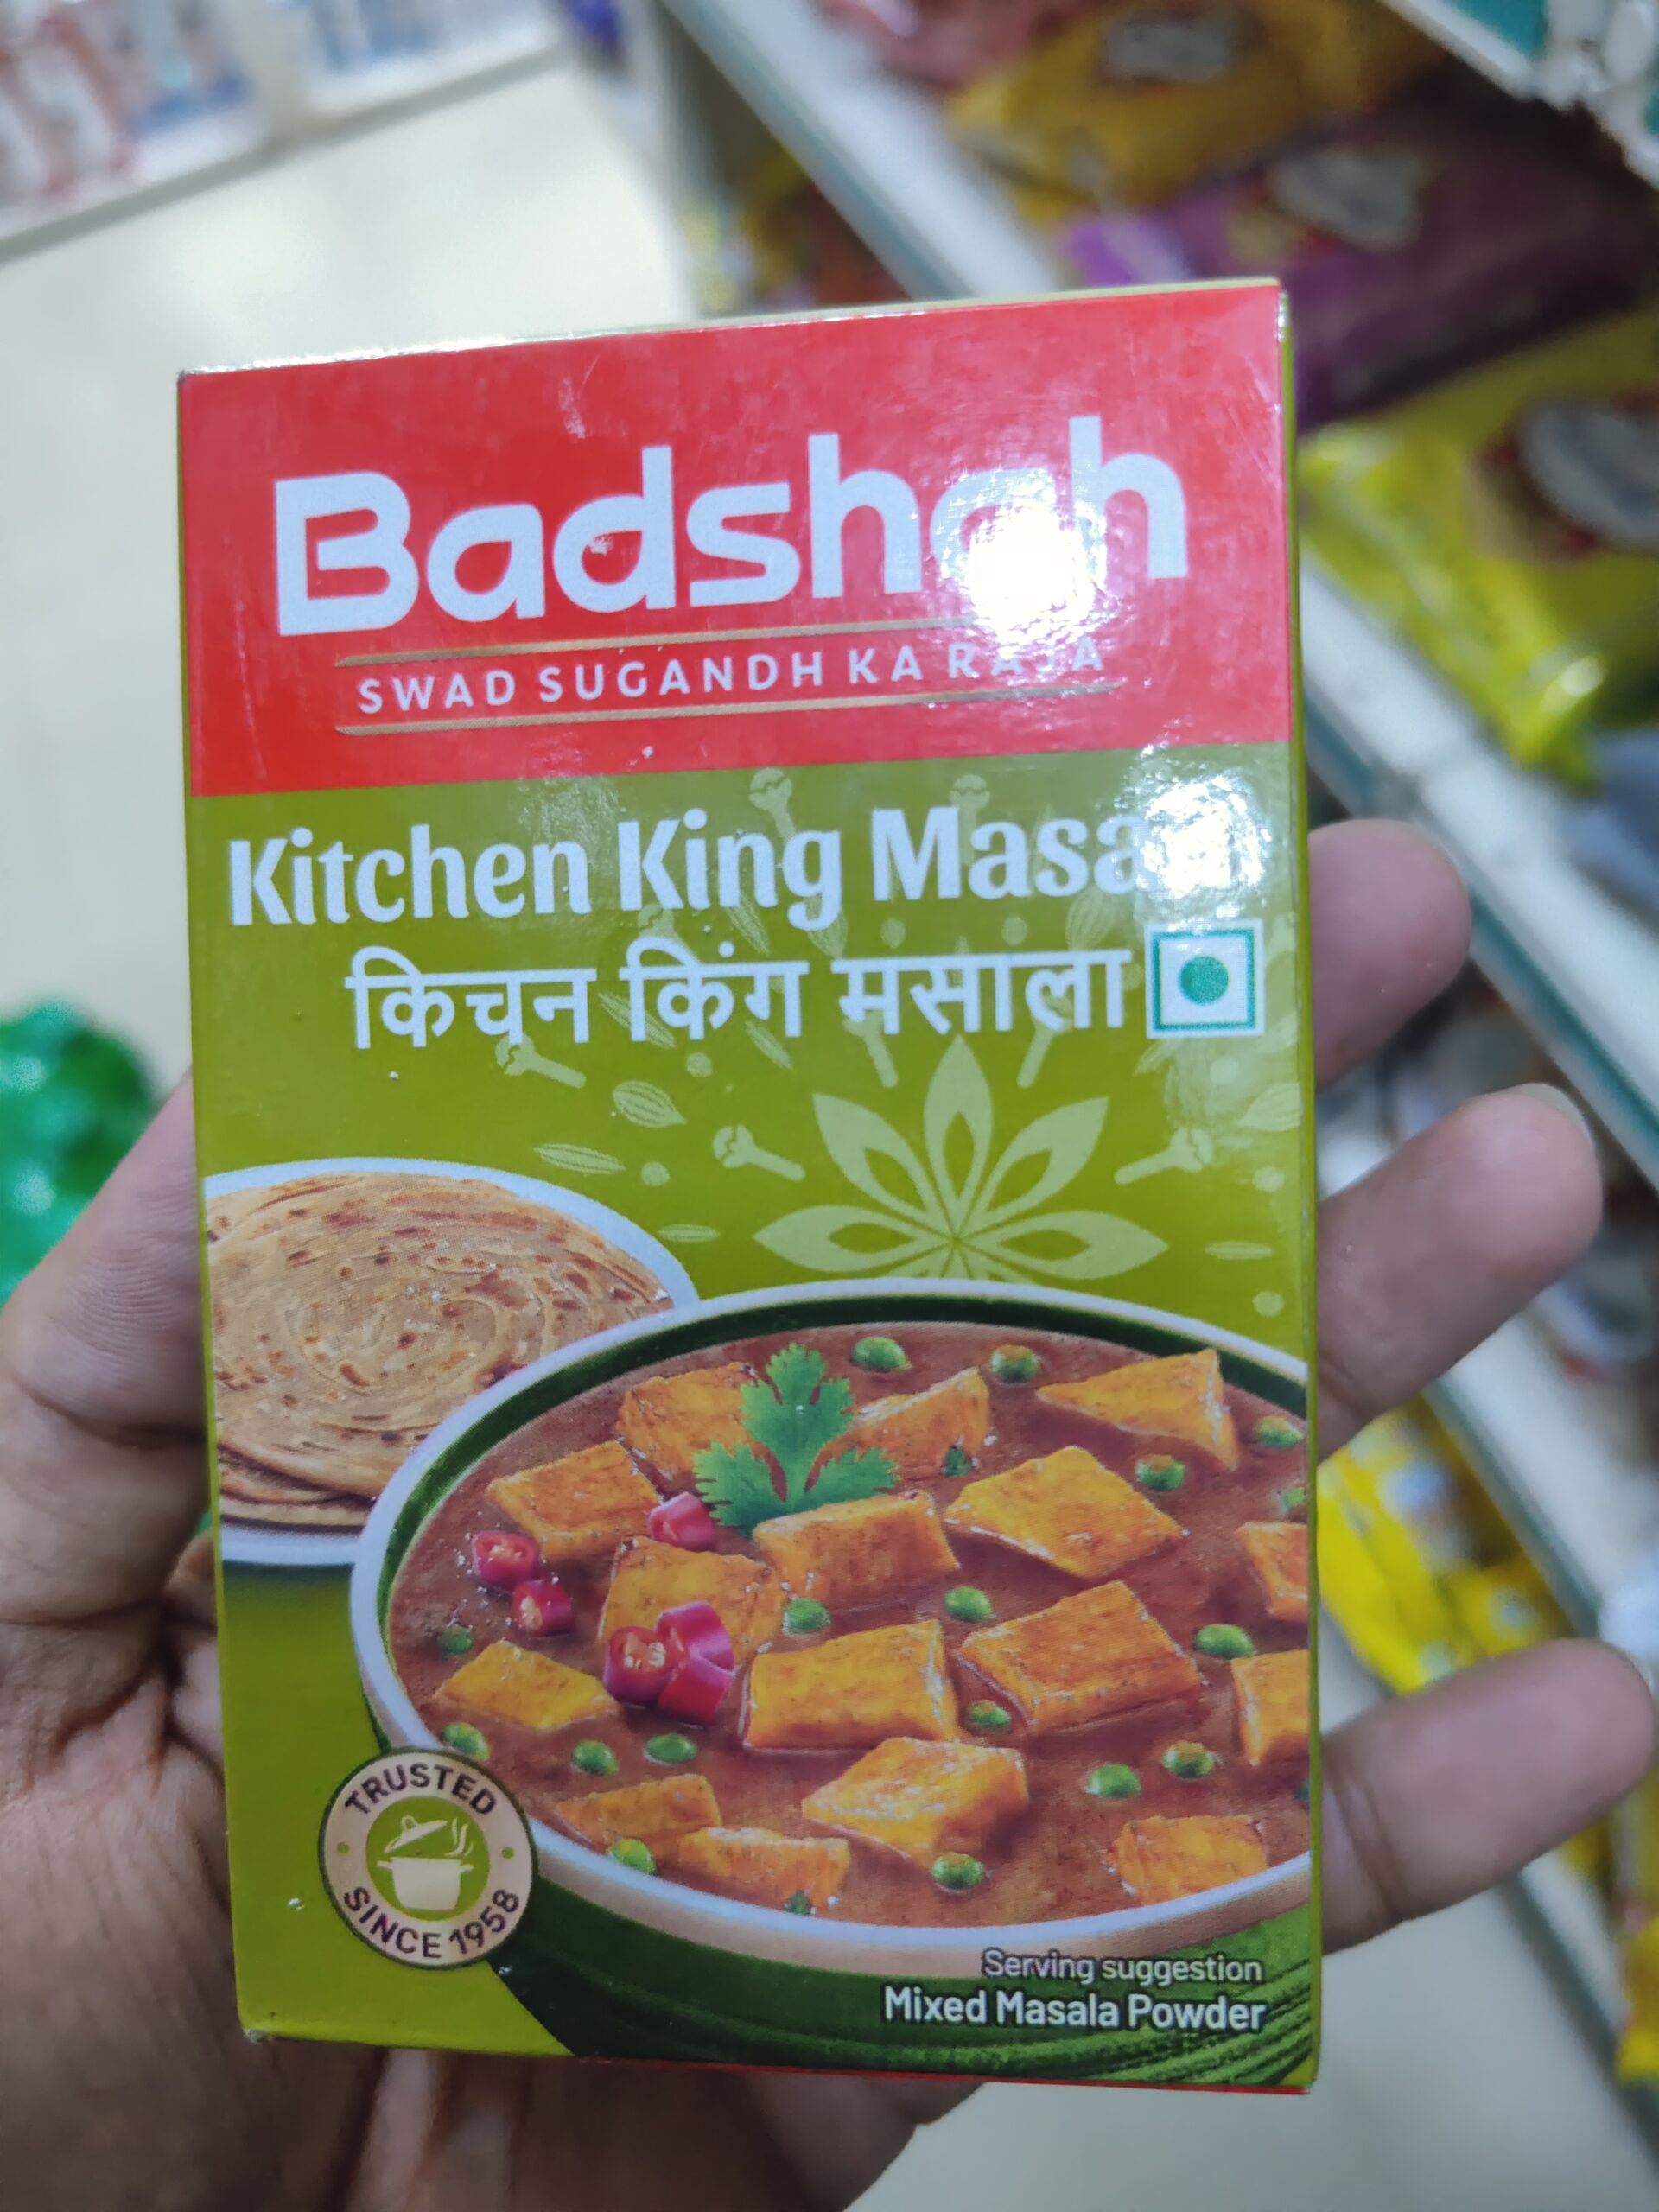 Badshah
SWAD SUGANDH KA RAJA
Kitchen King Masala
किचन किंग मसाला
TRUSTED
SINCE 1958
Serving suggestion
Mixed Masala Powder